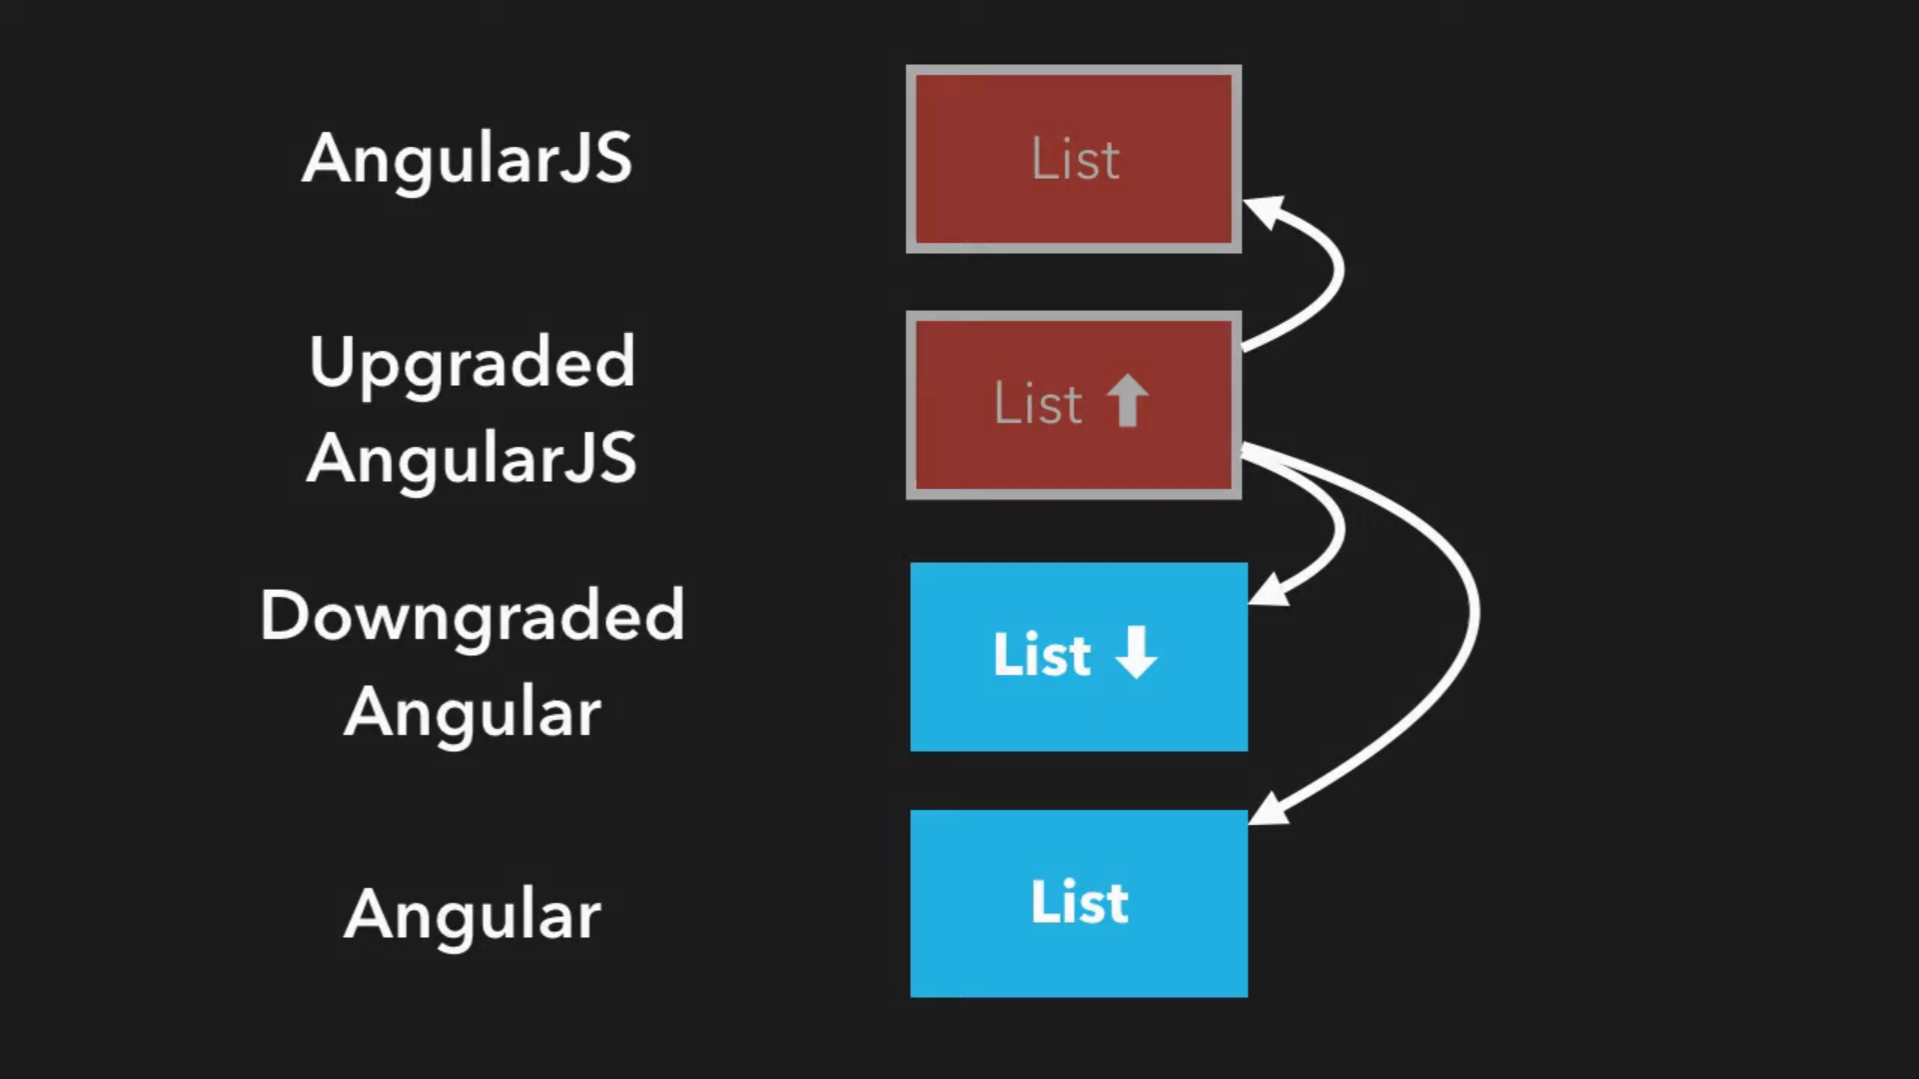 AngularJS
List
Upgraded
AngularJS
List ⬆
Downgraded
Angular
List ⬇
Angular
List